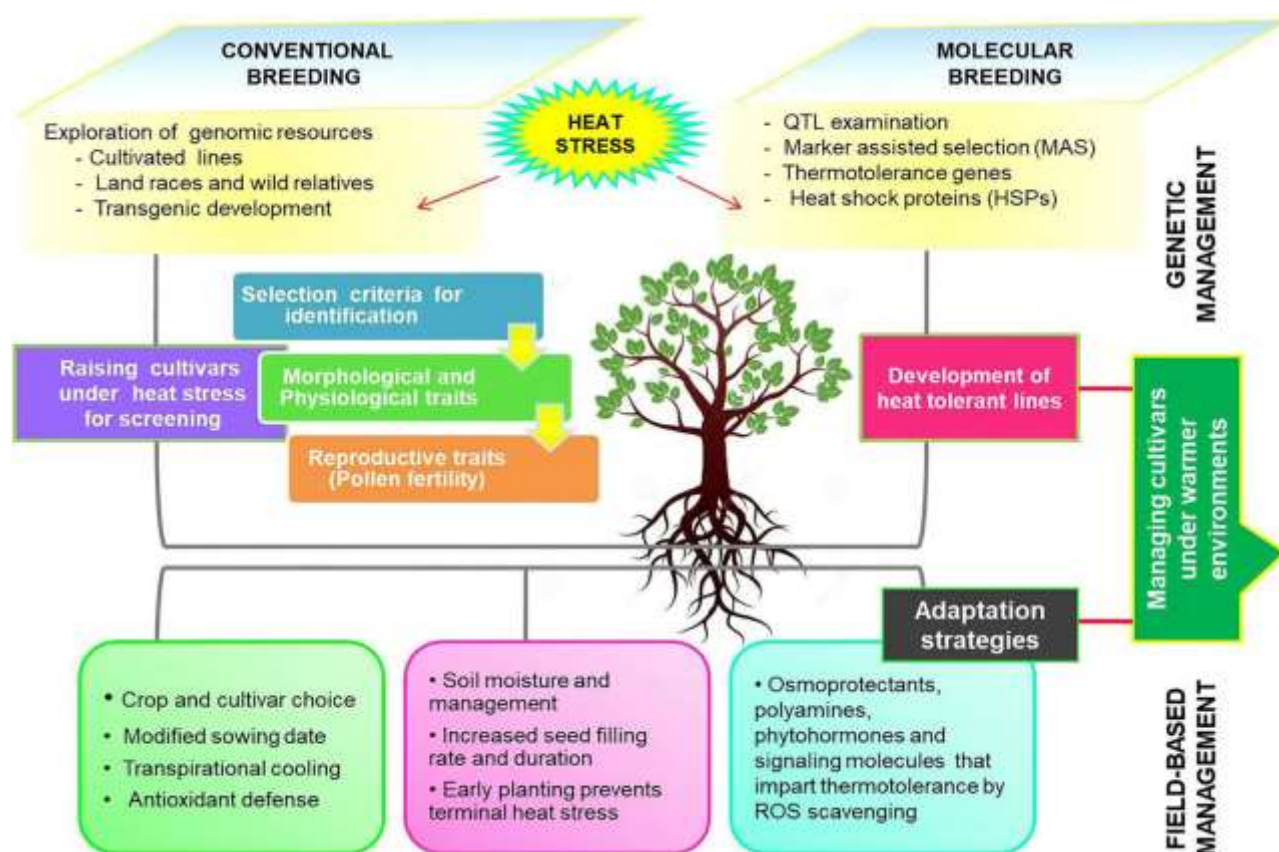 CONVENTIONAL
BREEDING
MOLECULAR
BREEDING
HEAT
STRESS
Exploration of genomic resources
- Cultivated lines
- Land races and wild relatives
- Transgenic development
- QTL examination
- Marker assisted selection (MAS)
- Thermotolerance genes
- Heat shock proteins (HSPs)
GENETIC
MANAGEMENT
Selection criteria for
identification
Raising cultivars
under heat stress
for screening
Morphological and
Physiological traits
Reproductive traits
(Pollen fertility)
Development of
heat tolerant lines
Managing cultivars
under warmer
environments
Adaptation
strategies
• Crop and cultivar choice
• Modified sowing date
• Transpirational cooling
• Antioxidant defense
• Soil moisture and
management
• Increased seed filling
rate and duration
• Early planting prevents
terminal heat stress
• Osmoprotectants,
polyamines,
phytohormones and
signaling molecules that
impart thermotolerance by
ROS scavenging
FIELD-BASED
MANAGEMENT